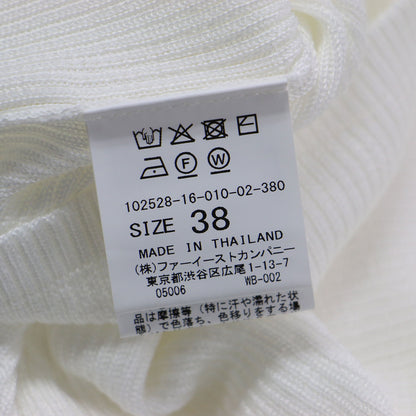 F W
102528-16-010-02-380
SIZE 38
MADE IN THAILAND
(株)ファーイーストカンパニー
東京都渋谷区広尾1-13-7
05006 WB-002
品は摩擦等 (特に汗や濡れた状
態)で色落ち、色移りをする場